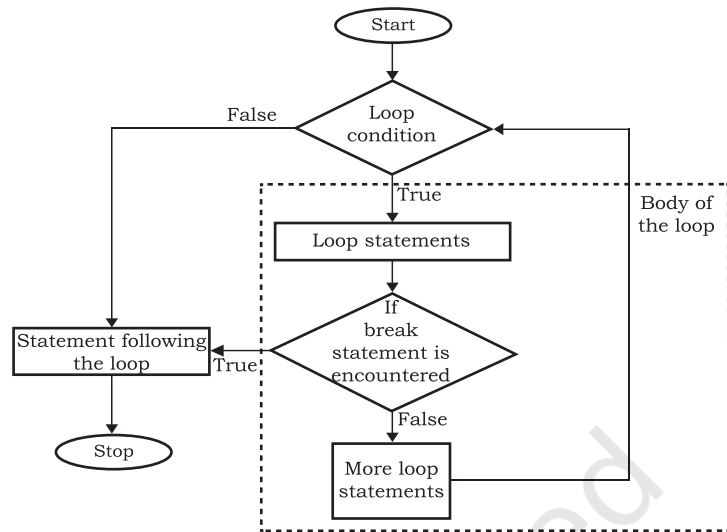 Start
Loop
condition
False
True
Body of
the loop
Loop statements
If
break
statement is
encountered
Statement following
the loop
True
False
Stop
More loop
statements